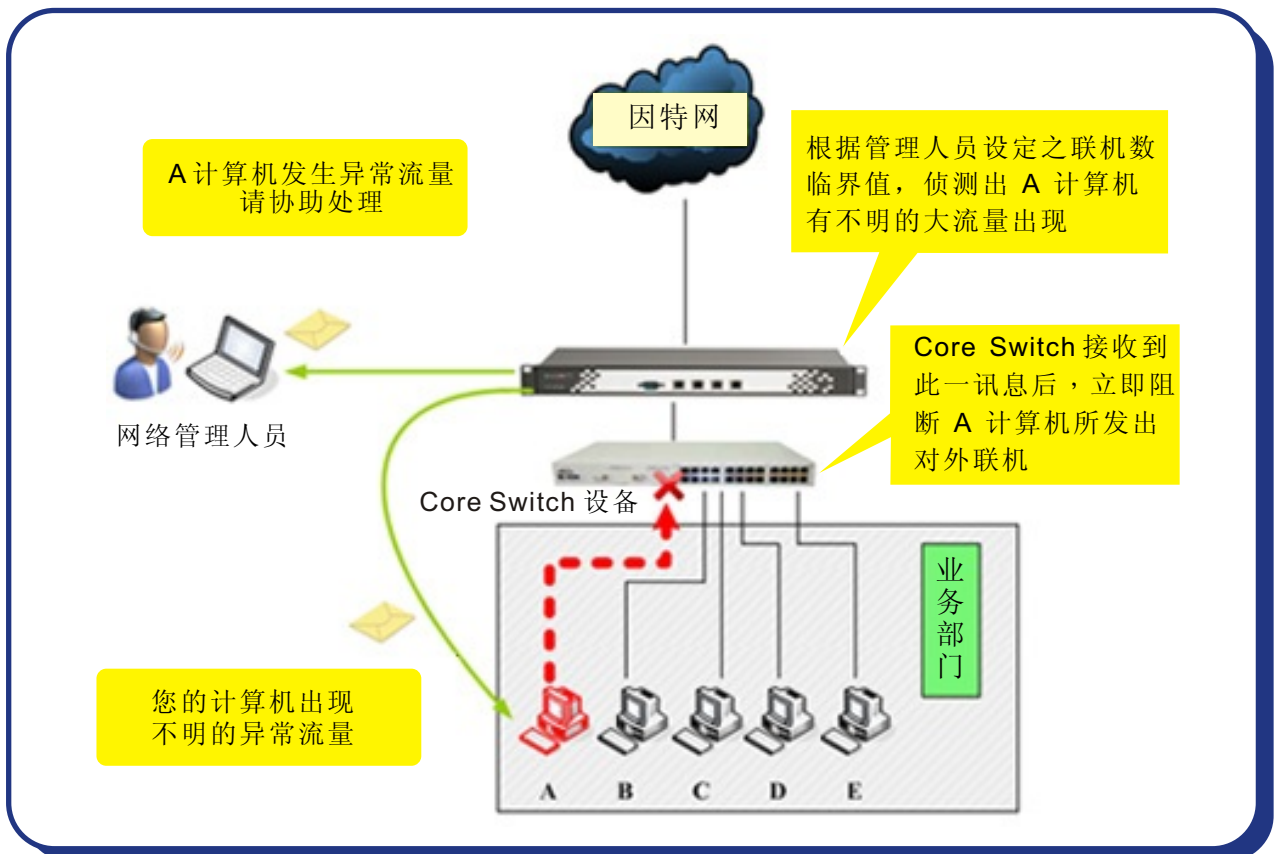 因特网
A 计算机发生异常流量
请协助处理
根据管理人员设定之联机数
临界值，侦测出 A 计算机
有不明的大流量出现
Core Switch 接收到
此一讯息后，立即阻
断 A 计算机所发出
对外联机
网络管理人员
Core Switch 设备
业务部门
您的计算机出现
不明的异常流量
A B C D E